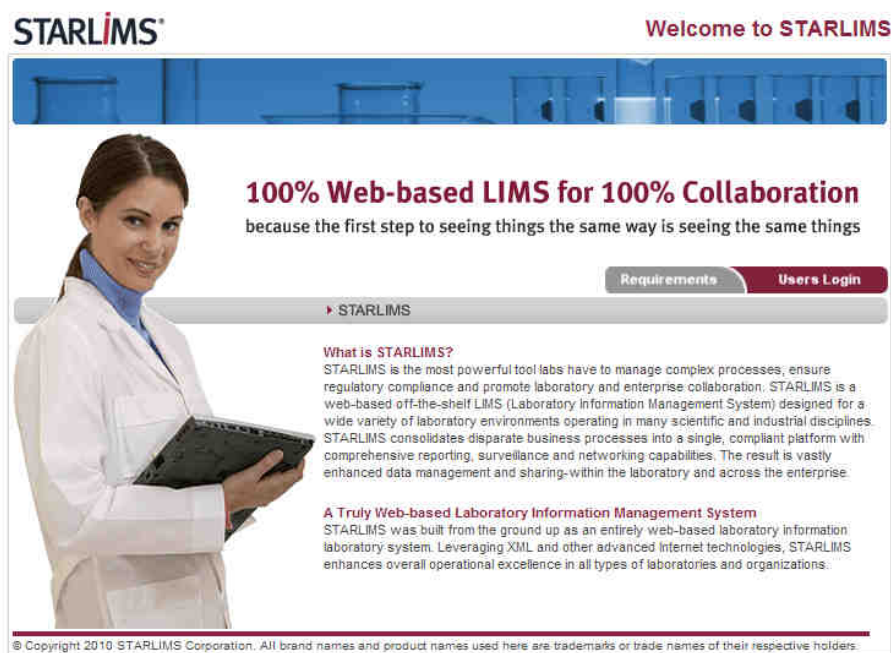 STARLIMS®
Welcome to STARLIMS
100% Web-based LIMS for 100% Collaboration
because the first step to seeing things the same way is seeing the same things
Requirements
Users Login
STARLIMS
What is STARLIMS?
STARLIMS is the most powerful tool labs have to manage complex processes, ensure
regulatory compliance and promote laboratory and enterprise collaboration. STARLIMS is a
web-based off-the-shelf LIMS (Laboratory Information Management System) designed for a
wide variety of laboratory environments operating in many scientific and industrial disciplines.
STARLIMS consolidates disparate business processes into a single, compliant platform with
comprehensive reporting, surveillance and networking capabilities. The result is vastly
enhanced data management and sharing-within the laboratory and across the enterprise.
A Truly Web-based Laboratory Information Management System
STARLIMS was built from the ground up as an entirely web-based laboratory information
laboratory system. Leveraging XML and other advanced Internet technologies, STARLIMS
enhances overall operational excellence in all types of laboratories and organizations.
© Copyright 2010 STARLIMS Corporation. All brand names and product names used here are trademarks or trade names of their respective holders.